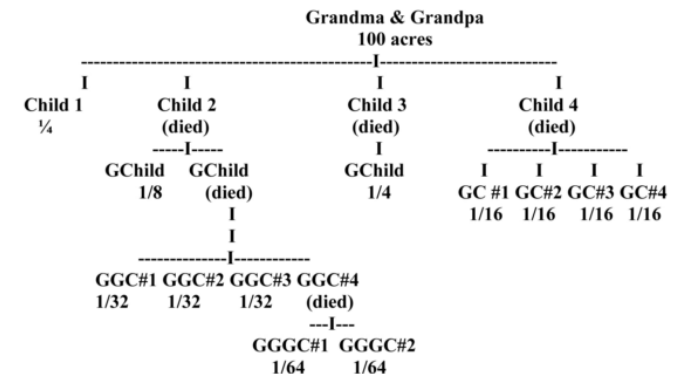 Grandma & Grandpa
100 acres
-----------------------------------------------I-----------------------------
I I I I
Child 1 Child 2 Child 3 Child 4
¼ (died) (died) (died)
-----I----- I ----------I-----------
GChild GChild GChild I I I I
1/8 (died) 1/4 GC #1 GC#2 GC#3 GC#4
I 1/16 1/16 1/16 1/16
I
--------------I------------
GGC#1 GGC#2 GGC#3 GGC#4
1/32 1/32 1/32 (died)
---I---
GGGC#1 GGGC#2
1/64 1/64